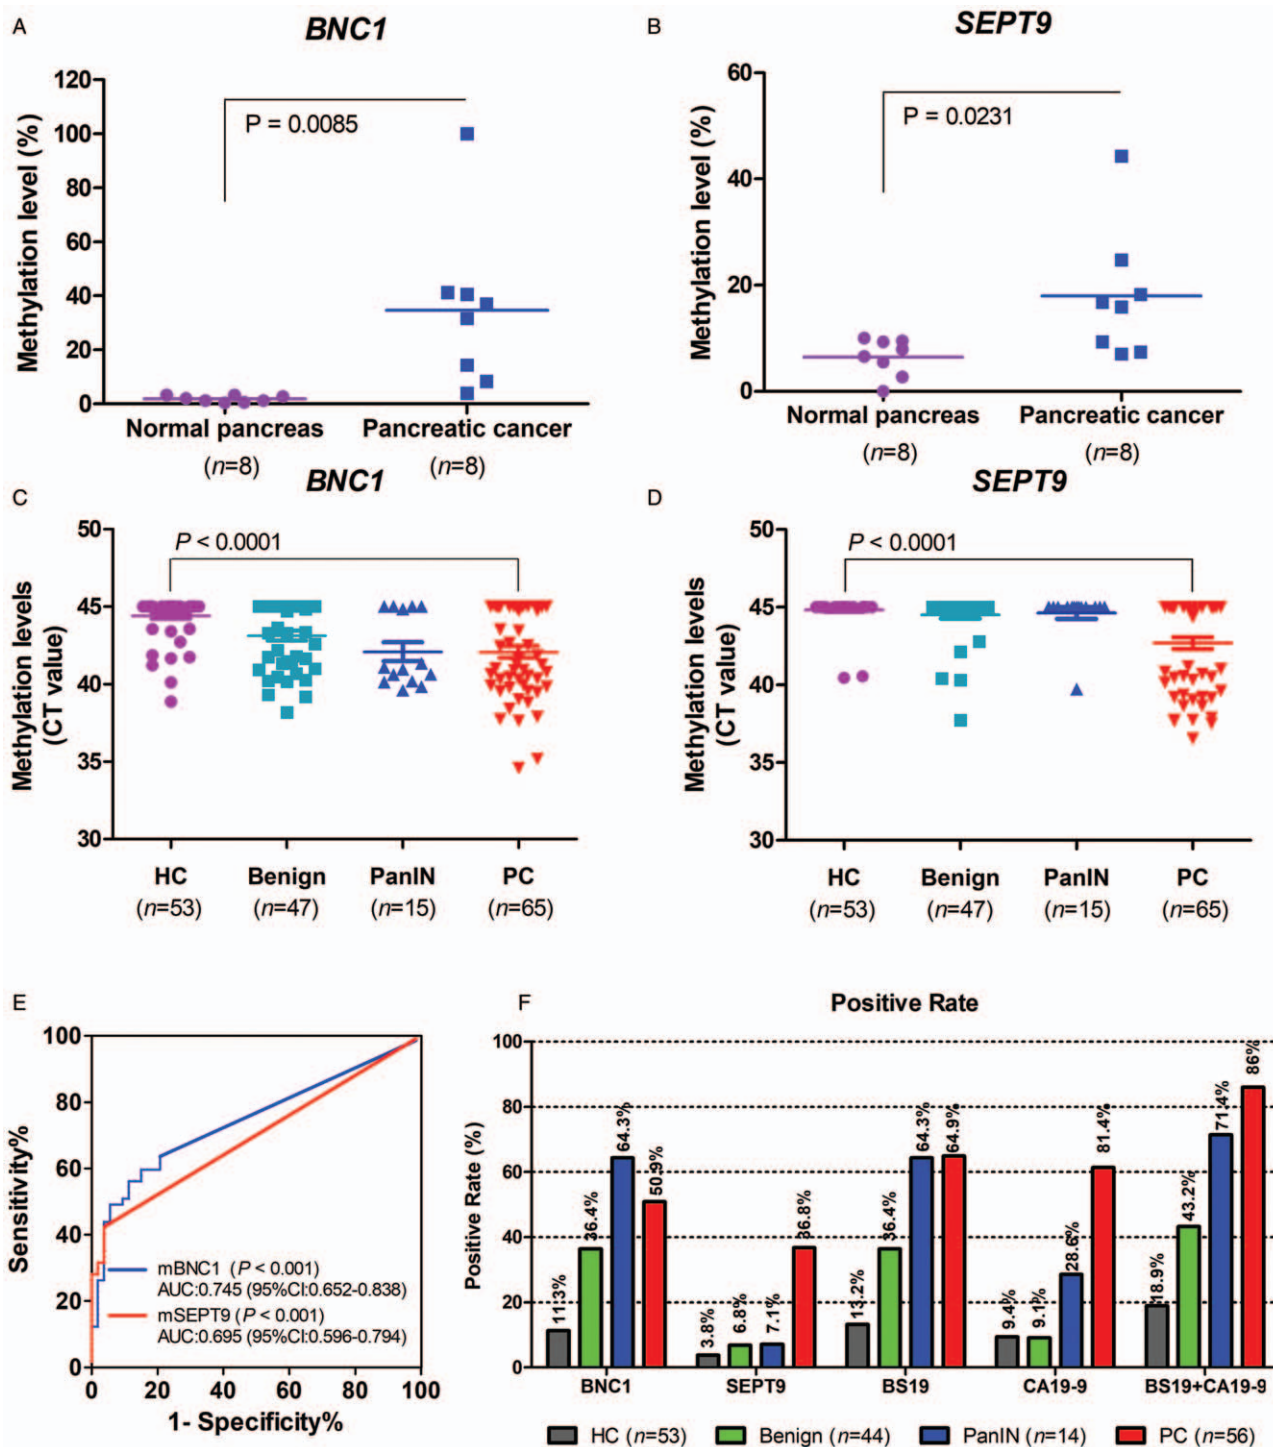 A
BNC1
Methylation level (%)
120
100
80
60
40
20
0
P = 0.0085
Normal pancreas
Pancreatic cancer
(n=8)
(n=8)
B
SEPT9
Methylation level (%)
60
40
20
0
P = 0.0231
Normal pancreas
Pancreatic cancer
(n=8)
(n=8)
C
BNC1
Methylation levels
(CT value)
50
45
40
35
30
P < 0.0001
HC
Benign
PanIN
PC
(n=53)
(n=47)
(n=15)
(n=65)
D
SEPT9
Methylation levels
(CT value)
50
45
40
35
30
P < 0.0001
HC
Benign
PanIN
PC
(n=53)
(n=47)
(n=15)
(n=65)
E
Sensitivity%
100
80
60
40
20
0
mBNC1 (P < 0.001)
AUC:0.745 (95%CI:0.652-0.838)
mSEPT9 (P < 0.001)
AUC:0.695 (95%CI:0.596-0.794)
0
20
40
60
80
100
1- Specificity%
F
Positive Rate
Positive Rate (%)
100
80
60
40
20
0
11.3%
36.4%
64.3%
50.9%
3.8%
6.8%
7.1%
36.8%
13.2%
36.4%
64.3%
64.9%
9.4%
9.1%
28.6%
81.4%
18.9%
43.2%
71.4%
86%
BNC1
SEPT9
BS19
CA19-9
BS19+CA19-9
HC (n=53)
Benign (n=44)
PanIN (n=14)
PC (n=56)